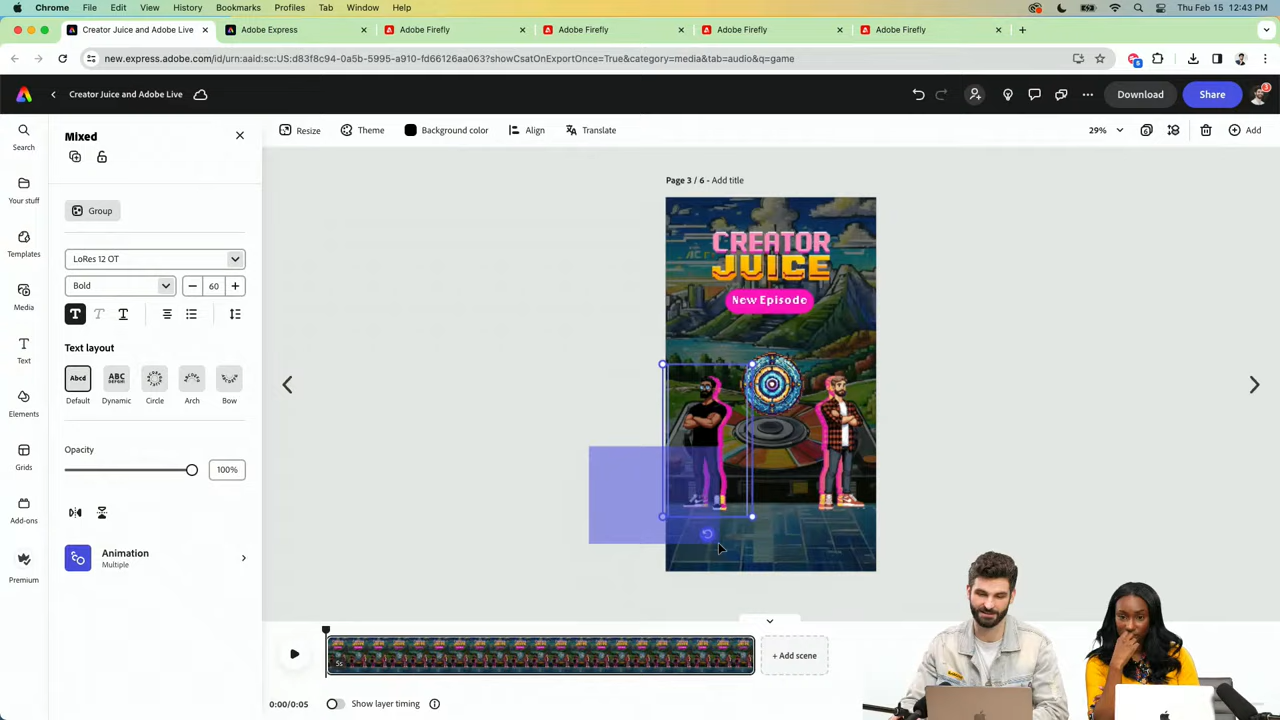 Chrome File Edit View History Bookmarks Profiles Tab Window Help
Thu Feb 15 12:43 PM
Creator Juice and Adobe Live
Adobe Express
Adobe Firefly
Adobe Firefly
Adobe Firefly
Adobe Firefly
new.express.adobe.com/id/urn:aaid:sc:US:d83f8c94-0a5b-5995-a910-fd66126aa063?showCsatOnExportOnce=True&category=media&tab=audio&q=game
Creator Juice and Adobe Live
Download
Share
3
Search
Your stuff
Templates
Media
Text
Elements
Grids
Add-ons
Premium
Mixed
Group
LoRes 12 OT
Bold
60
Text layout
Abcd
ABC
Default Dynamic Circle Arch Bow
Opacity
100%
Animation
Multiple
Resize
Theme
Background color
Align
Translate
29%
6
Add
Page 3 / 6 - Add title
CREATOR
JUICE
New Episode
5s
+ Add scene
0:00/0:05
Show layer timing